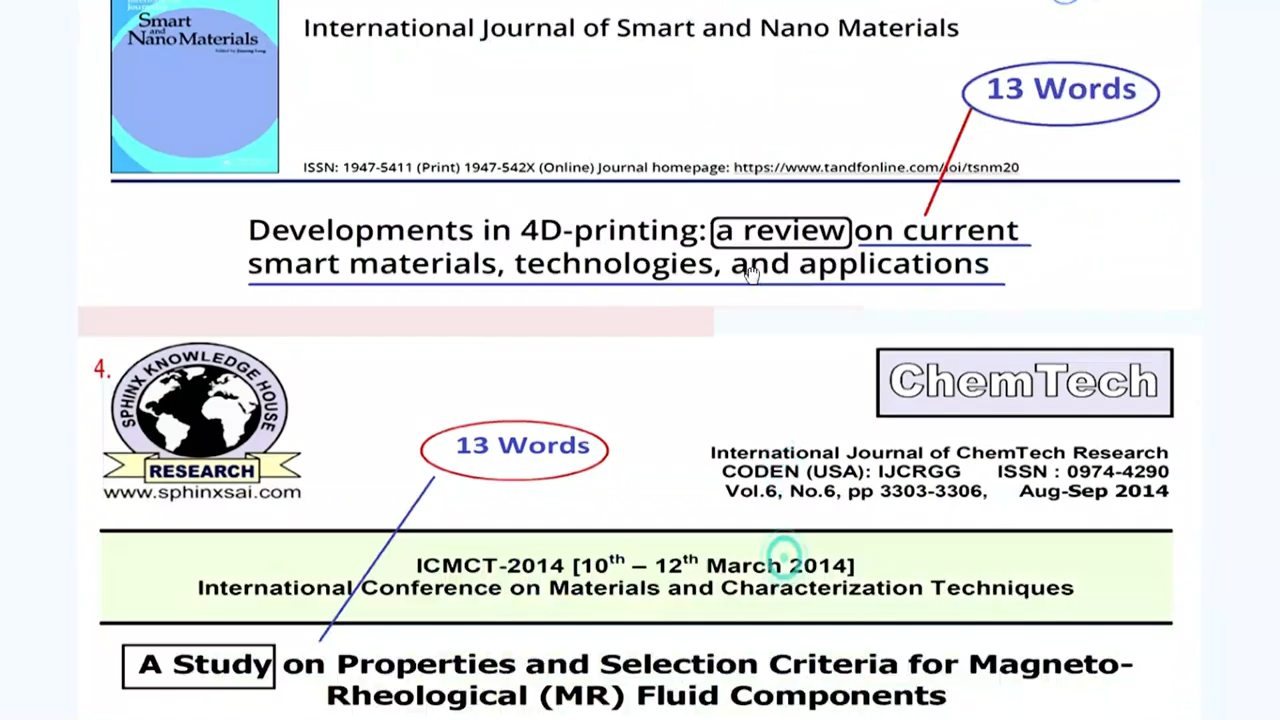 Smart
and
Nano Materials
International Journal of Smart and Nano Materials
13 Words
ISSN: 1947-5411 (Print) 1947-542X (Online) Journal homepage: https://www.tandfonline.com/loi/tsnm20
Developments in 4D-printing: a review on current
smart materials, technologies, and applications
4.
SPHINX KNOWLEDGE HOUSE
RESEARCH
www.sphinxsai.com
13 Words
ChemTech
International Journal of ChemTech Research
CODEN (USA): IJCRGG ISSN : 0974-4290
Vol.6, No.6, pp 3303-3306, Aug-Sep 2014
ICMCT-2014 [10th – 12th March 2014]
International Conference on Materials and Characterization Techniques
A Study on Properties and Selection Criteria for Magneto-
Rheological (MR) Fluid Components